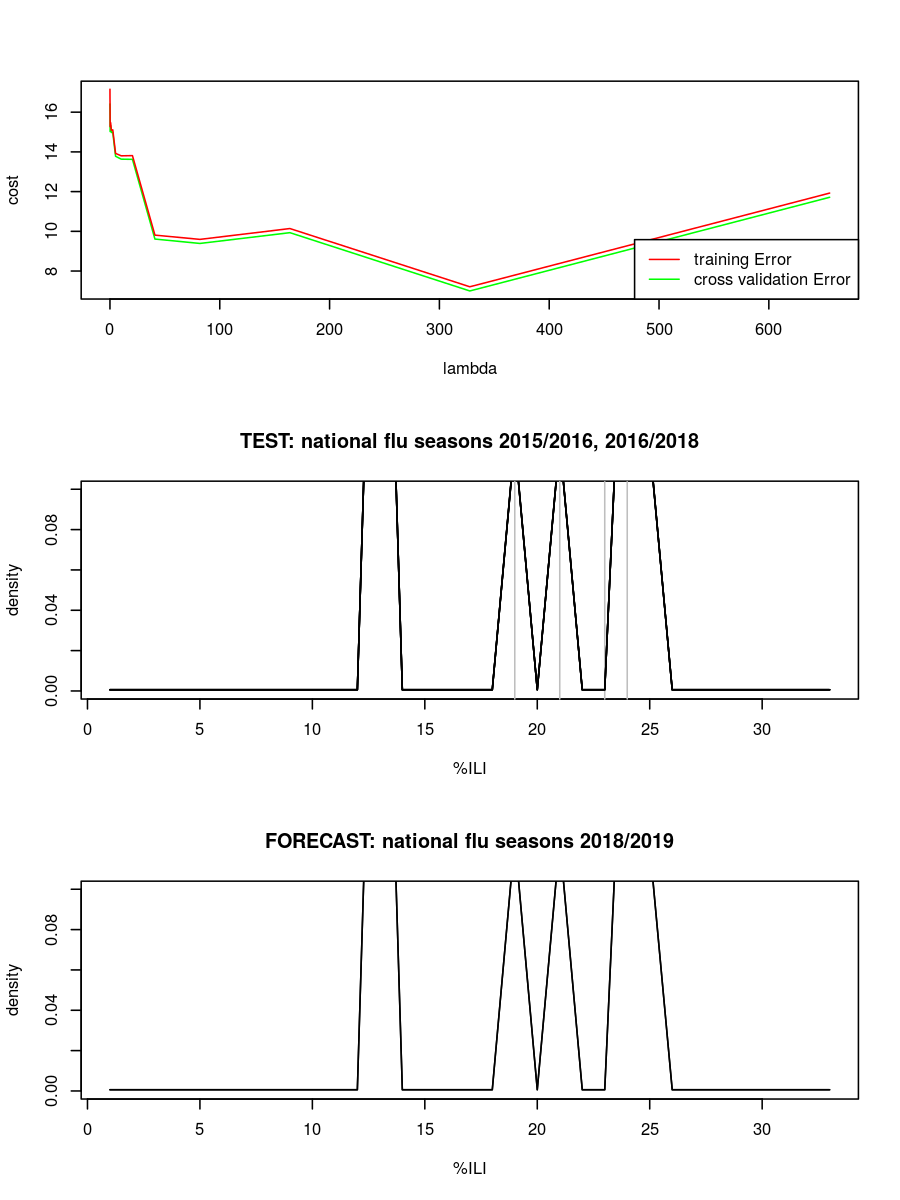 16
14
12
10
8
cost
training Error
cross validation Error
0 100 200 300 400 500 600
lambda
TEST: national flu seasons 2015/2016, 2016/2018
0.08
0.04
0.00
density
0 5 10 15 20 25 30
%ILI
FORECAST: national flu seasons 2018/2019
0.08
0.04
0.00
density
0 5 10 15 20 25 30
%ILI